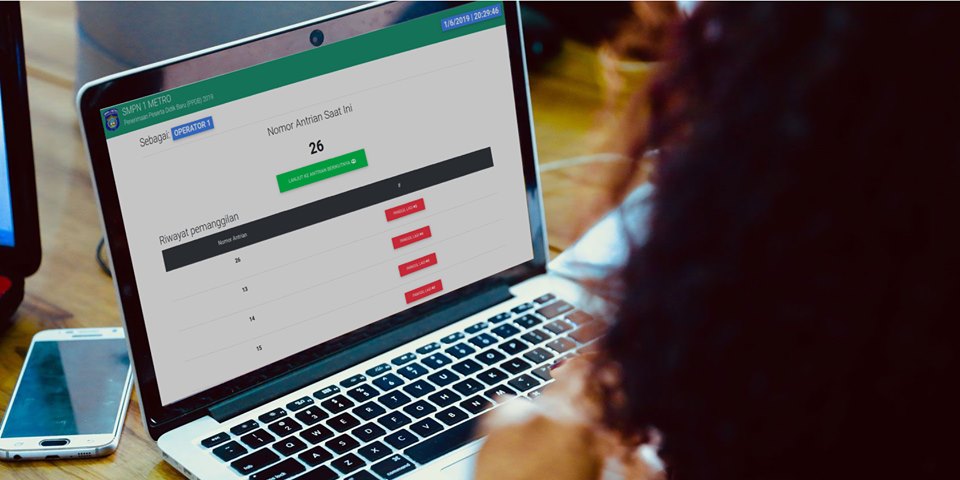 1/6/2019 | 20:29:46
SMPN 1 METRO
Penerimaan Peserta Didik Baru (PPDB) 2019
Sebagai: OPERATOR 1
Nomor Antrian Saat Ini
26
LANJUT KE ANTRIAN BERIKUTNYA
Riwayat pemanggilan
Nomor Antrian #
26 PANGGIL LAGI
13 PANGGIL LAGI
14 PANGGIL LAGI
15 PANGGIL LAGI